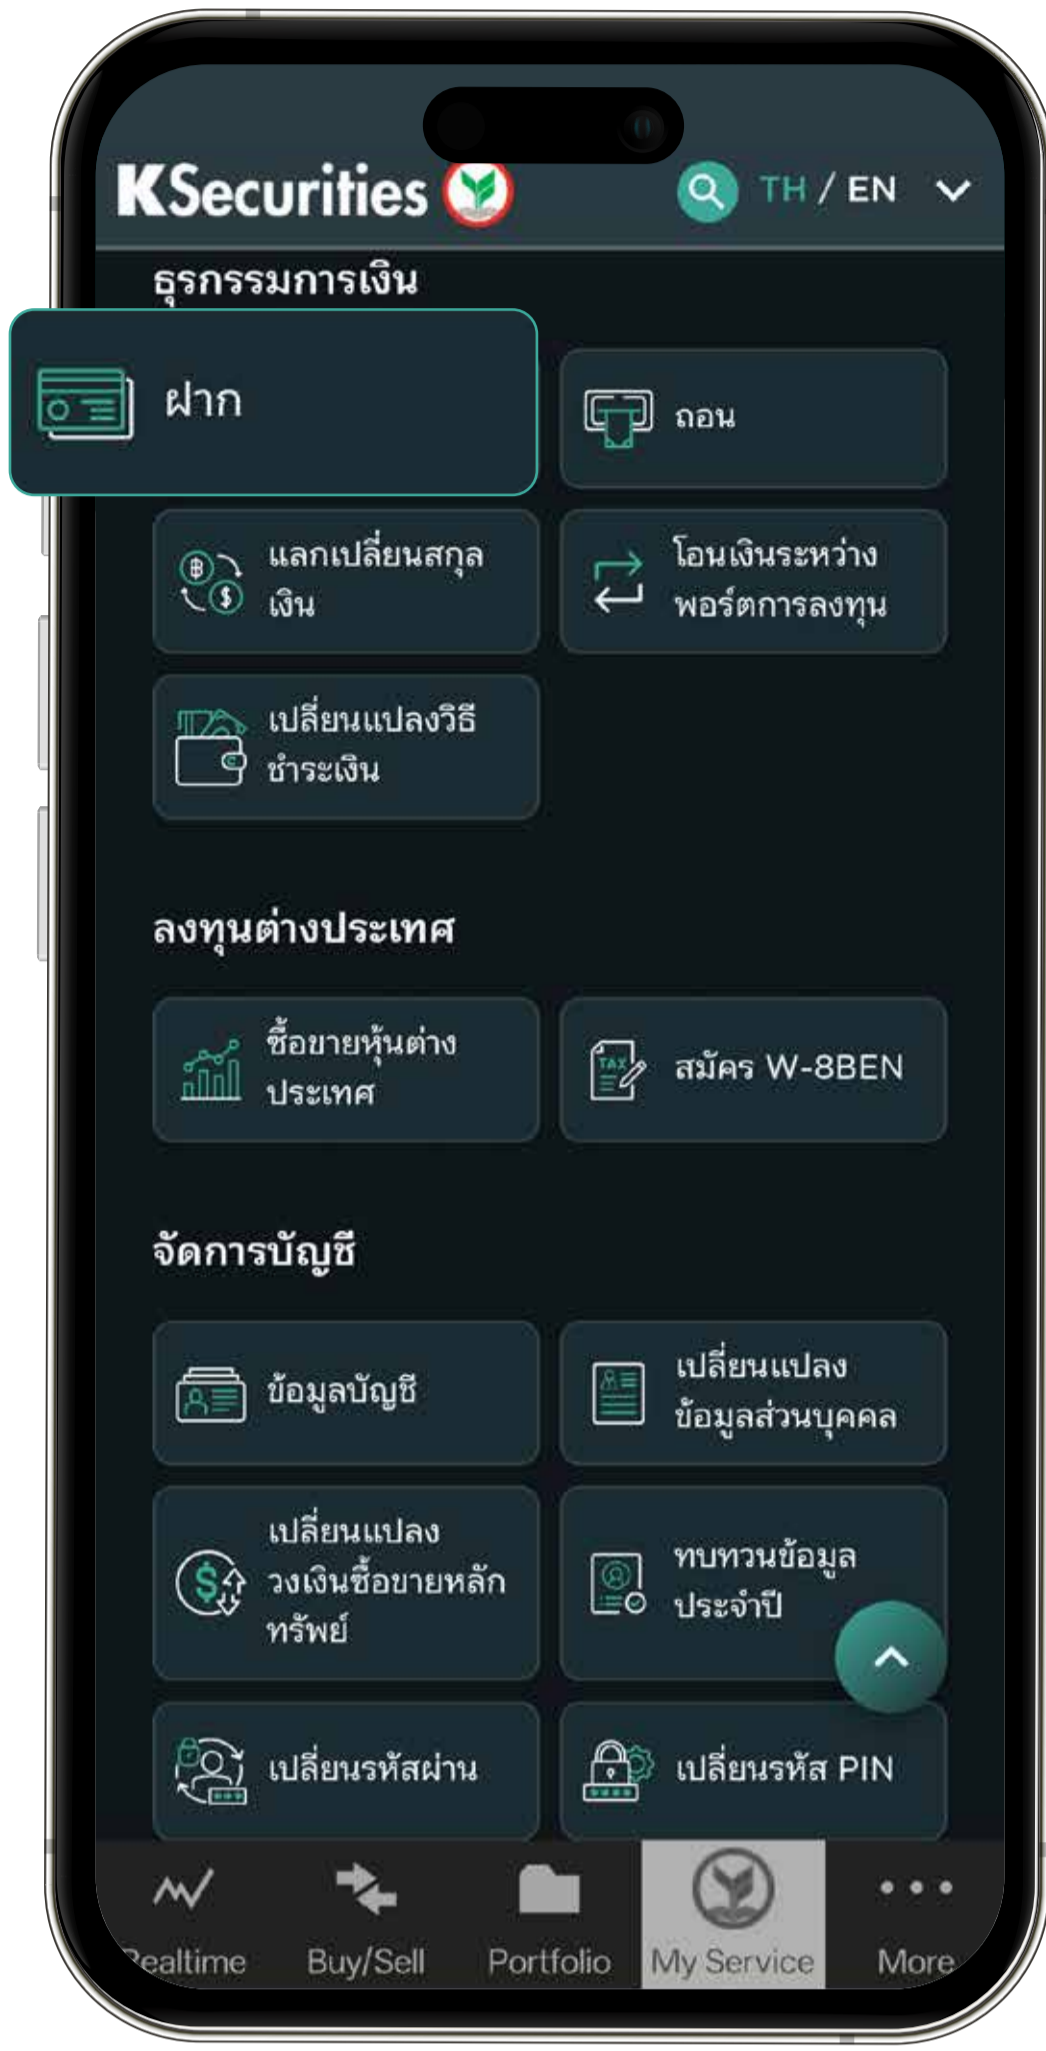 KSecurities
TH / EN
ธุรกรรมการเงิน
ฝาก
ถอน
แลกเปลี่ยนสกุล
เงิน
โอนเงินระหว่าง
พอร์ตการลงทุน
เปลี่ยนแปลงวิธี
ชำระเงิน
ลงทุนต่างประเทศ
ซื้อขายหุ้นต่าง
ประเทศ
TAX
สมัคร W-8BEN
จัดการบัญชี
ข้อมูลบัญชี
เปลี่ยนแปลง
ข้อมูลส่วนบุคคล
เปลี่ยนแปลง
วงเงินซื้อขายหลัก
ทรัพย์
ทบทวนข้อมูล
ประจำปี
เปลี่ยนรหัสผ่าน
เปลี่ยนรหัส PIN
Realtime
Buy/Sell
Portfolio
My Service
More